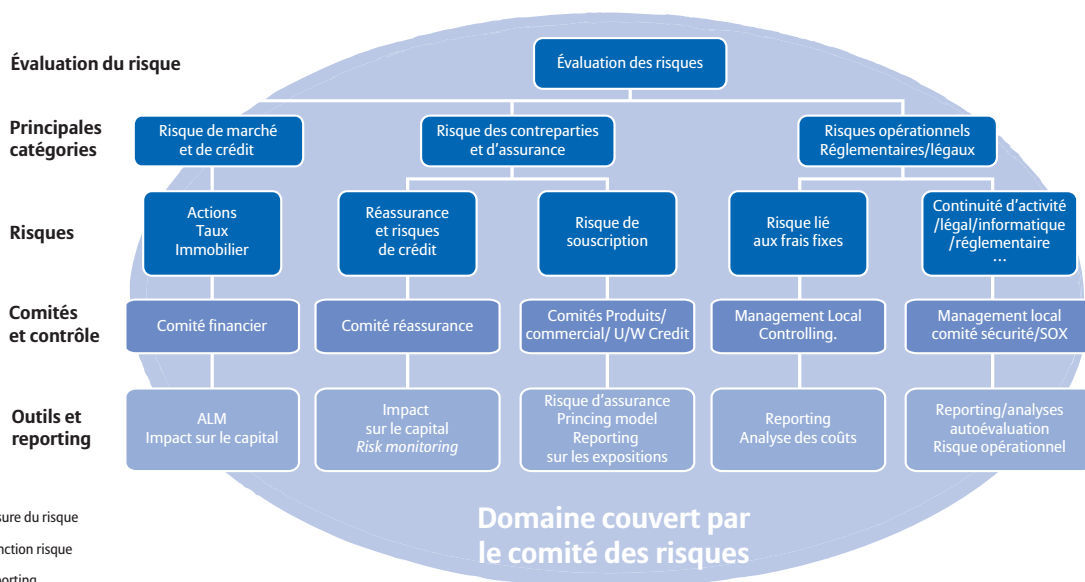 Évaluation du risque
Évaluation des risques
Principales
catégories
Risque de marché
et de crédit
Risque des contreparties
et d'assurance
Risques opérationnels
Réglementaires/légaux
Risques
Actions
Taux
Immobilier
Réassurance
et risques
de crédit
Risque de
souscription
Risque lié
aux frais fixes
Continuité d'activité
/légal/informatique
/réglementaire
...
Comités
et contrôle
Comité financier
Comité réassurance
Comités Produits/
commercial/ U/W Credit
Management Local
Controlling.
Management local
comité sécurité/SOX
Outils et
reporting
ALM
Impact sur le capital
Impact
sur le capital
Risk monitoring
Risque d'assurance
Princing model
Reporting
sur les expositions
Reporting
Analyse des coûts
Reporting/analyses
autoévaluation
Risque opérationnel
Domaine couvert par
le comité des risques
du risque
risque